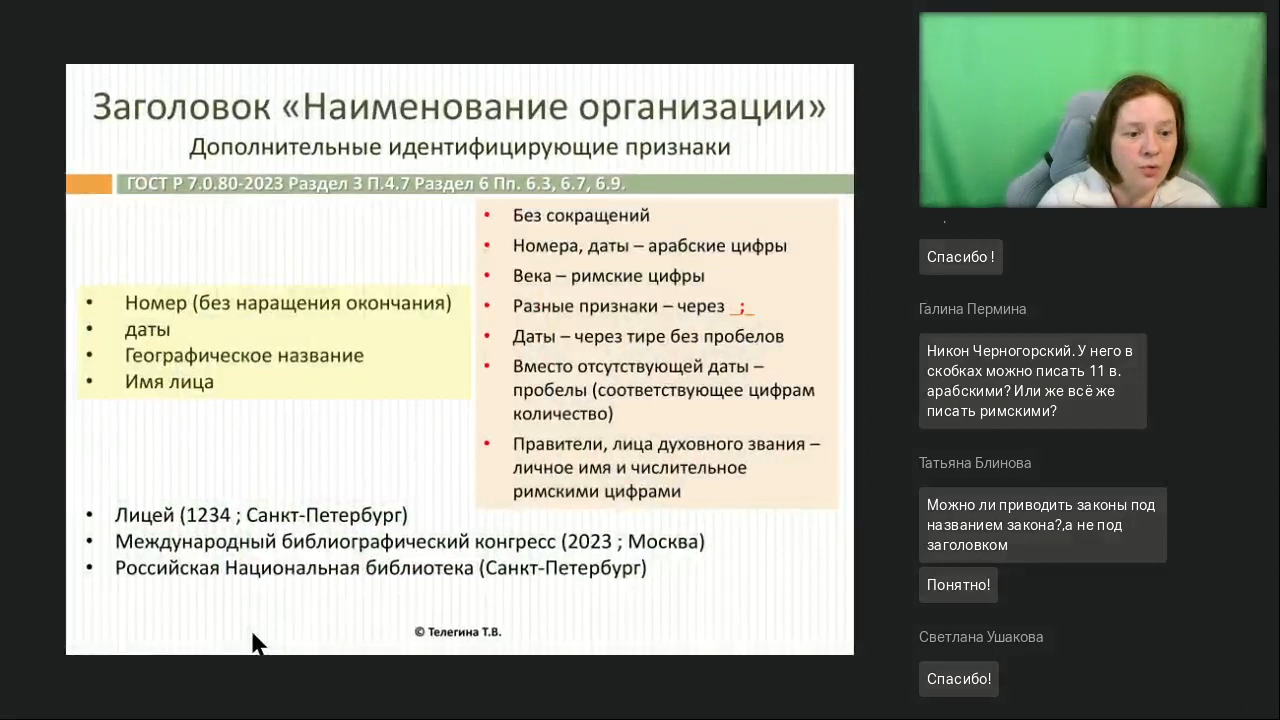 Заголовок «Наименование организации»
Дополнительные идентифицирующие признаки
ГОСТ Р 7.0.80-2023 Раздел 3 П.4.7 Раздел 6 Пп. 6.3, 6.7, 6.9.
• Номер (без наращения окончания)
• даты
• Географическое название
• Имя лица
• Без сокращений
• Номера, даты – арабские цифры
• Века – римские цифры
• Разные признаки – через _;_
• Даты – через тире без пробелов
• Вместо отсутствующей даты –
пробелы (соответствующее цифрам
количество)
• Правители, лица духовного звания –
личное имя и числительное
римскими цифрами
• Лицей (1234 ; Санкт-Петербург)
• Международный библиографический конгресс (2023 ; Москва)
• Российская Национальная библиотека (Санкт-Петербург)
© Телегина Т.В.
Спасибо !
Галина Пермина
Никон Черногорский. У него в
скобках можно писать 11 в.
арабскими? Или же всё же
писать римскими?
Татьяна Блинова
Можно ли приводить законы под
названием закона?,а не под
заголовком
Понятно!
Светлана Ушакова
Спасибо!